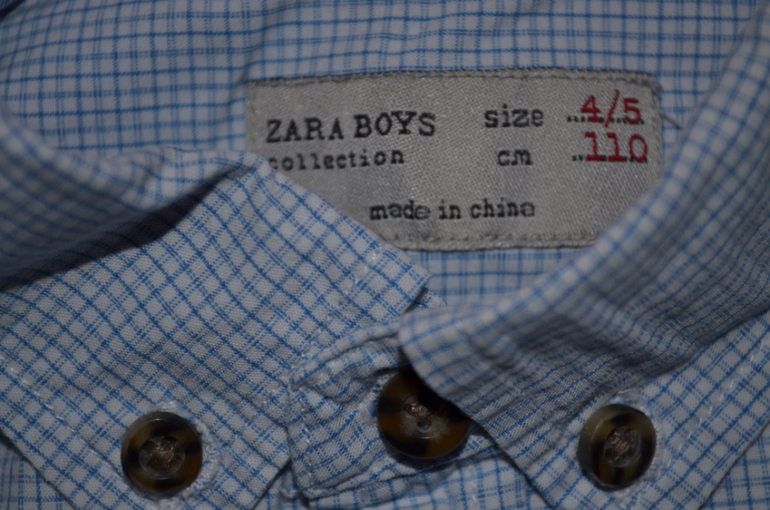 ZARA BOYS size 4/5
collection cm 110
made in china